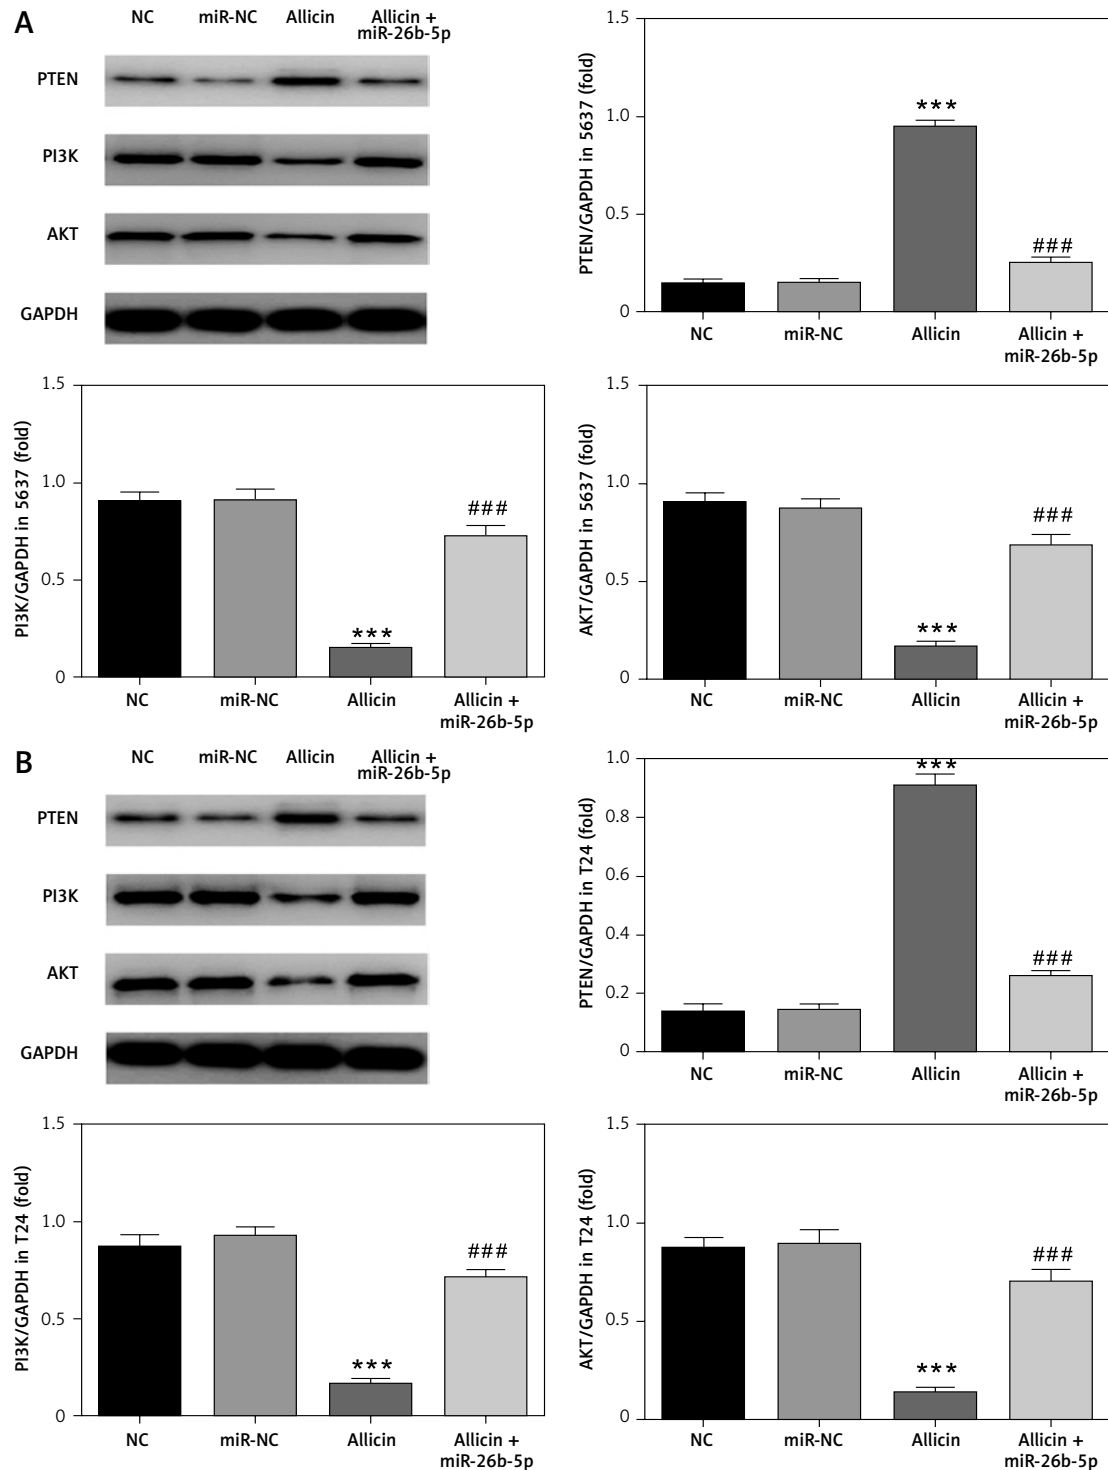 A
NC miR-NC Allicin Allicin +
miR-26b-5p
PTEN
PI3K
AKT
GAPDH
PTEN/GAPDH in 5637 (fold)
1.5
1.0
0.5
0
***
###
NC miR-NC Allicin Allicin +
miR-26b-5p
PI3K/GAPDH in 5637 (fold)
1.5
1.0
0.5
0
***
###
NC miR-NC Allicin Allicin +
miR-26b-5p
AKT/GAPDH in 5637 (fold)
1.5
1.0
0.5
0
***
###
NC miR-NC Allicin Allicin +
miR-26b-5p
B
NC miR-NC Allicin Allicin +
miR-26b-5p
PTEN
PI3K
AKT
GAPDH
PTEN/GAPDH in T24 (fold)
1.0
0.8
0.6
0.4
0.2
0
***
###
NC miR-NC Allicin Allicin +
miR-26b-5p
PI3K/GAPDH in T24 (fold)
1.5
1.0
0.5
0
***
###
NC miR-NC Allicin Allicin +
miR-26b-5p
AKT/GAPDH in T24 (fold)
1.5
1.0
0.5
0
***
###
NC miR-NC Allicin Allicin +
miR-26b-5p